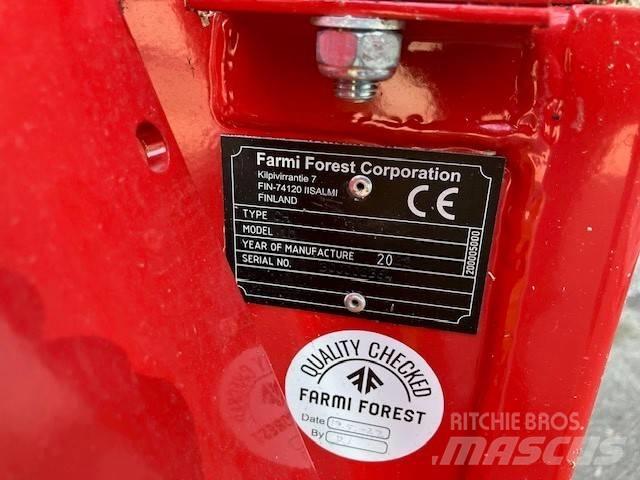 Farmi Forest Corporation
Kilpivirrantie 7
FIN-74120 IISALMI
FINLAND
CE
TYPE
MODEL
YEAR OF MANUFACTURE 20
SERIAL NO.
200005000
QUALITY CHECKED
FARMI FOREST
Date
By
RITCHIE BROS.
MASCUS